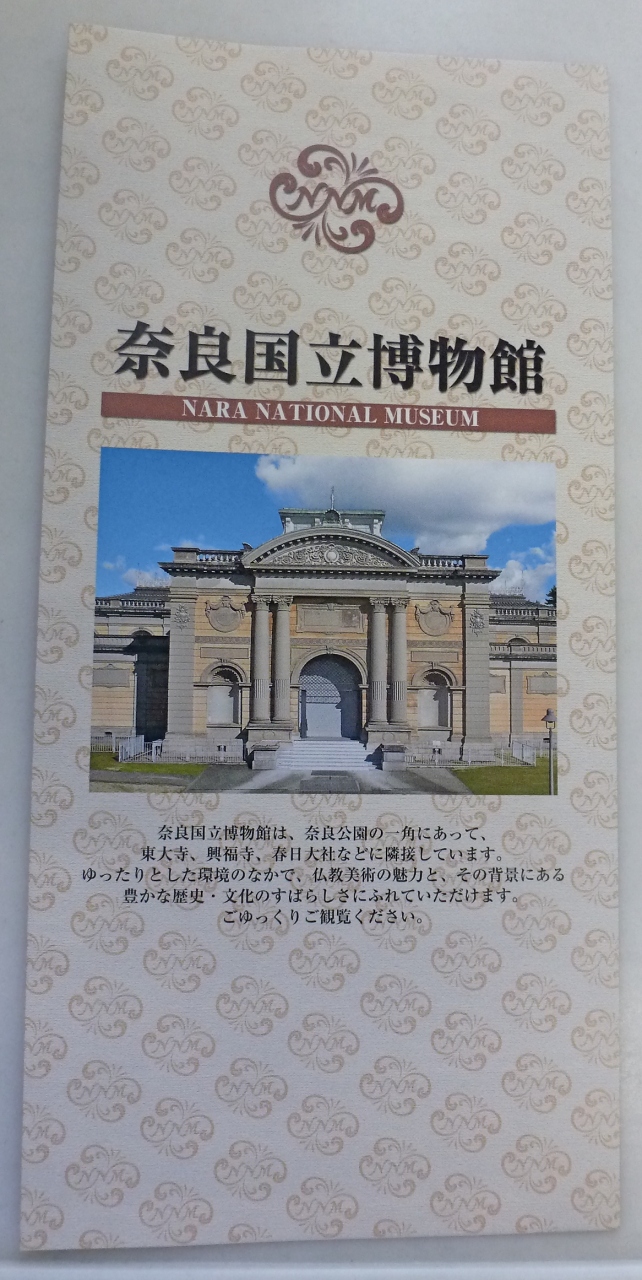 NNM
奈良国立博物館
NARA NATIONAL MUSEUM
奈良国立博物館は、奈良公園の一角にあって、
東大寺、興福寺、春日大社などに隣接しています。
ゆったりとした環境のなかで、仏教美術の魅力と、その背景にある
豊かな歴史・文化のすばらしさにふれていただけます。
ごゆっくりご観覧ください。